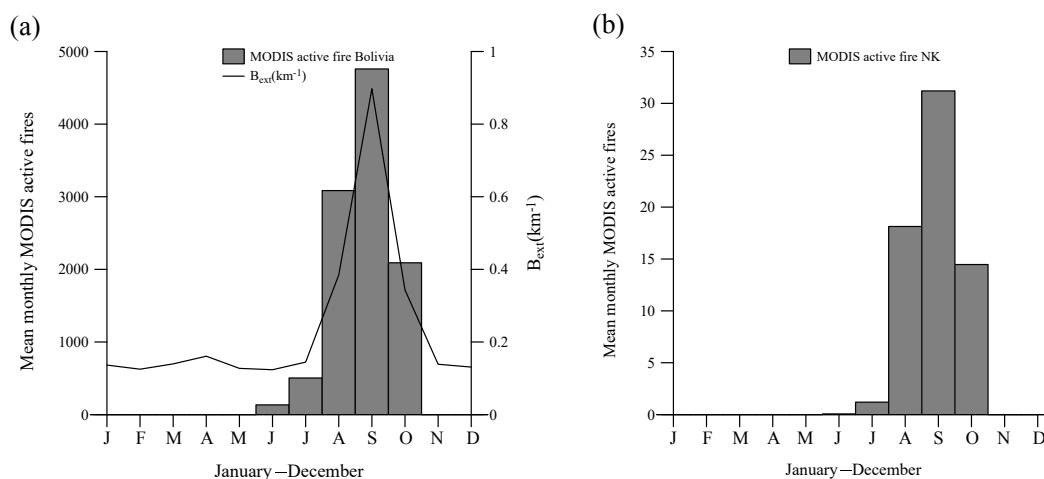 (a)
MODIS active fire Bolivia
B_ext(km⁻¹)
Mean monthly MODIS active fires
5000
4000
3000
2000
1000
0
1
0.8
0.6
0.4
0.2
0
B_ext(km⁻¹)
J F M A M J J A S O N D
January–December
(b)
MODIS active fire NK
Mean monthly MODIS active fires
35
30
25
20
15
10
5
0
J F M A M J J A S O N D
January–December